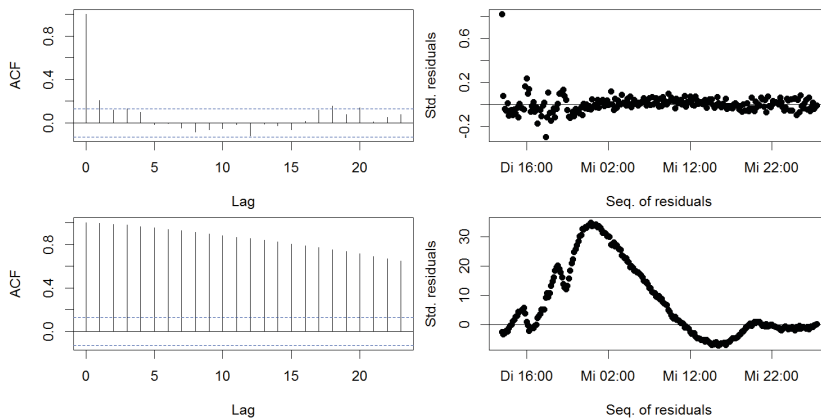 ACF
0.0 0.4 0.8
0 5 10 15 20
Lag
Std. residuals
-0.2 0.2 0.6
Di 16:00 Mi 02:00 Mi 12:00 Mi 22:00
Seq. of residuals
ACF
0.0 0.4 0.8
0 5 10 15 20
Lag
Std. residuals
0 10 20 30
Di 16:00 Mi 02:00 Mi 12:00 Mi 22:00
Seq. of residuals